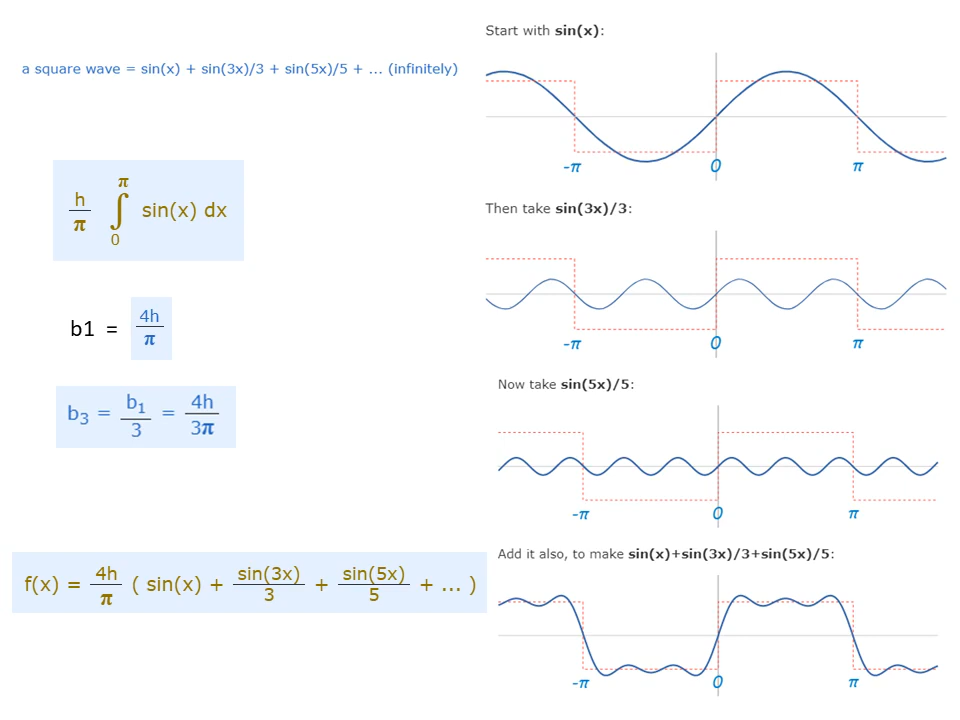 a square wave = sin(x) + sin(3x)/3 + sin(5x)/5 + ... (infinitely)
h/π ∫₀^π sin(x) dx
b1 = 4h/π
b₃ = b₁/3 = 4h/3π
f(x) = 4h/π ( sin(x) + sin(3x)/3 + sin(5x)/5 + ... )
Start with sin(x):
-π 0 π
Then take sin(3x)/3:
-π 0 π
Now take sin(5x)/5:
-π 0 π
Add it also, to make sin(x)+sin(3x)/3+sin(5x)/5:
-π 0 π